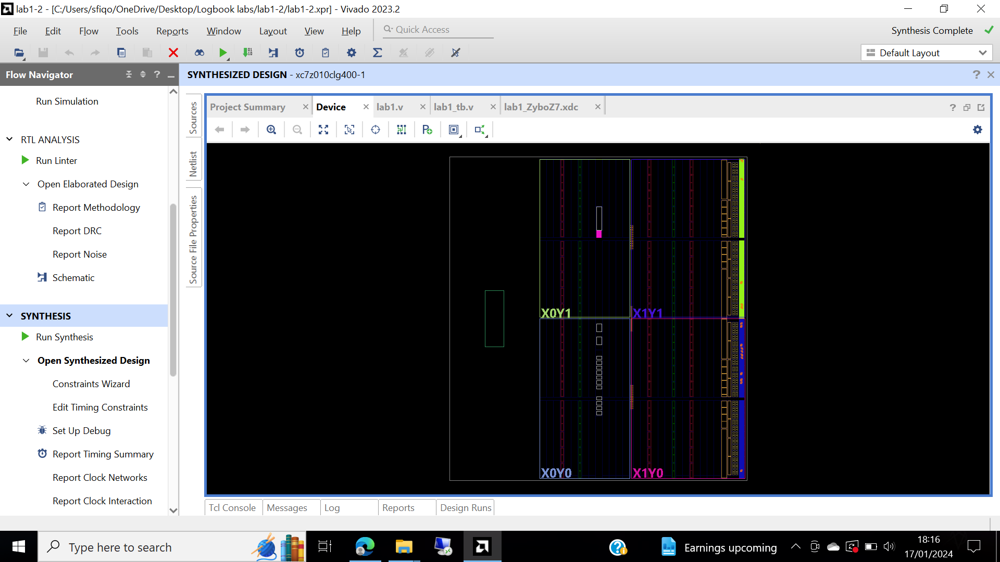 lab1-2 - [C:/Users/sfiqo/OneDrive/Desktop/Logbook labs/lab1-2/lab1-2.xpr] - Vivado 2023.2
File Edit Flow Tools Reports Window Layout View Help Quick Access Synthesis Complete
Default Layout
Flow Navigator
SYNTHESIZED DESIGN - xc7z010clg400-1
Run Simulation
RTL ANALYSIS
Run Linter
Open Elaborated Design
Report Methodology
Report DRC
Report Noise
Schematic
SYNTHESIS
Run Synthesis
Open Synthesized Design
Constraints Wizard
Edit Timing Constraints
Set Up Debug
Report Timing Summary
Report Clock Networks
Report Clock Interaction
Sources
Netlist
Source File Properties
Project Summary Device lab1.v lab1_tb.v lab1_ZyboZ7.xdc
X0Y1 X1Y1
X0Y0 X1Y0
Tcl Console Messages Log Reports Design Runs
Type here to search
Earnings upcoming
18:16
17/01/2024